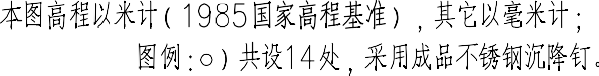 本图高程以米计(1985国家高程基准),其它以毫米计;
图例:○)共设14处,采用成品不锈钢沉降钉。